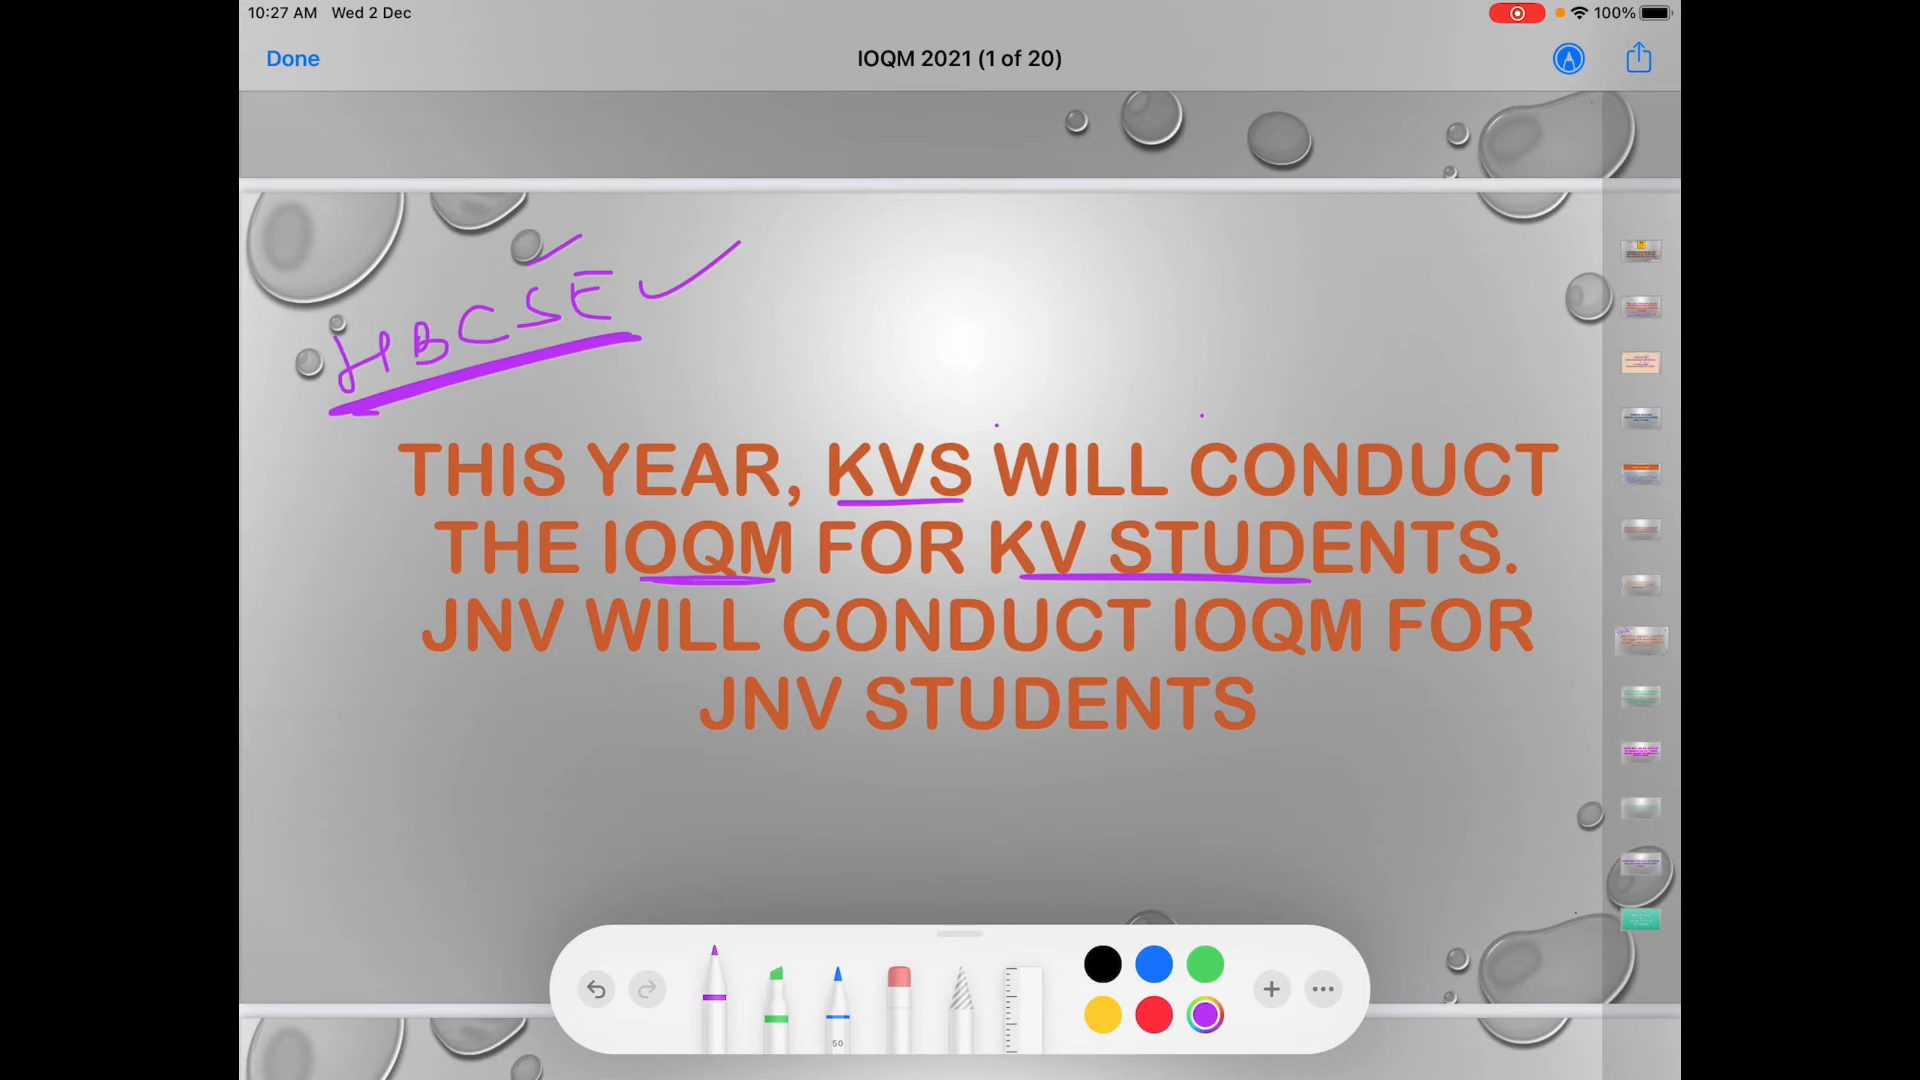 10:27 AM Wed 2 Dec
100%
Done
IOQM 2021 (1 of 20)
HBCSE
THIS YEAR, KVS WILL CONDUCT
THE IOQM FOR KV STUDENTS.
JNV WILL CONDUCT IOQM FOR
JNV STUDENTS
50